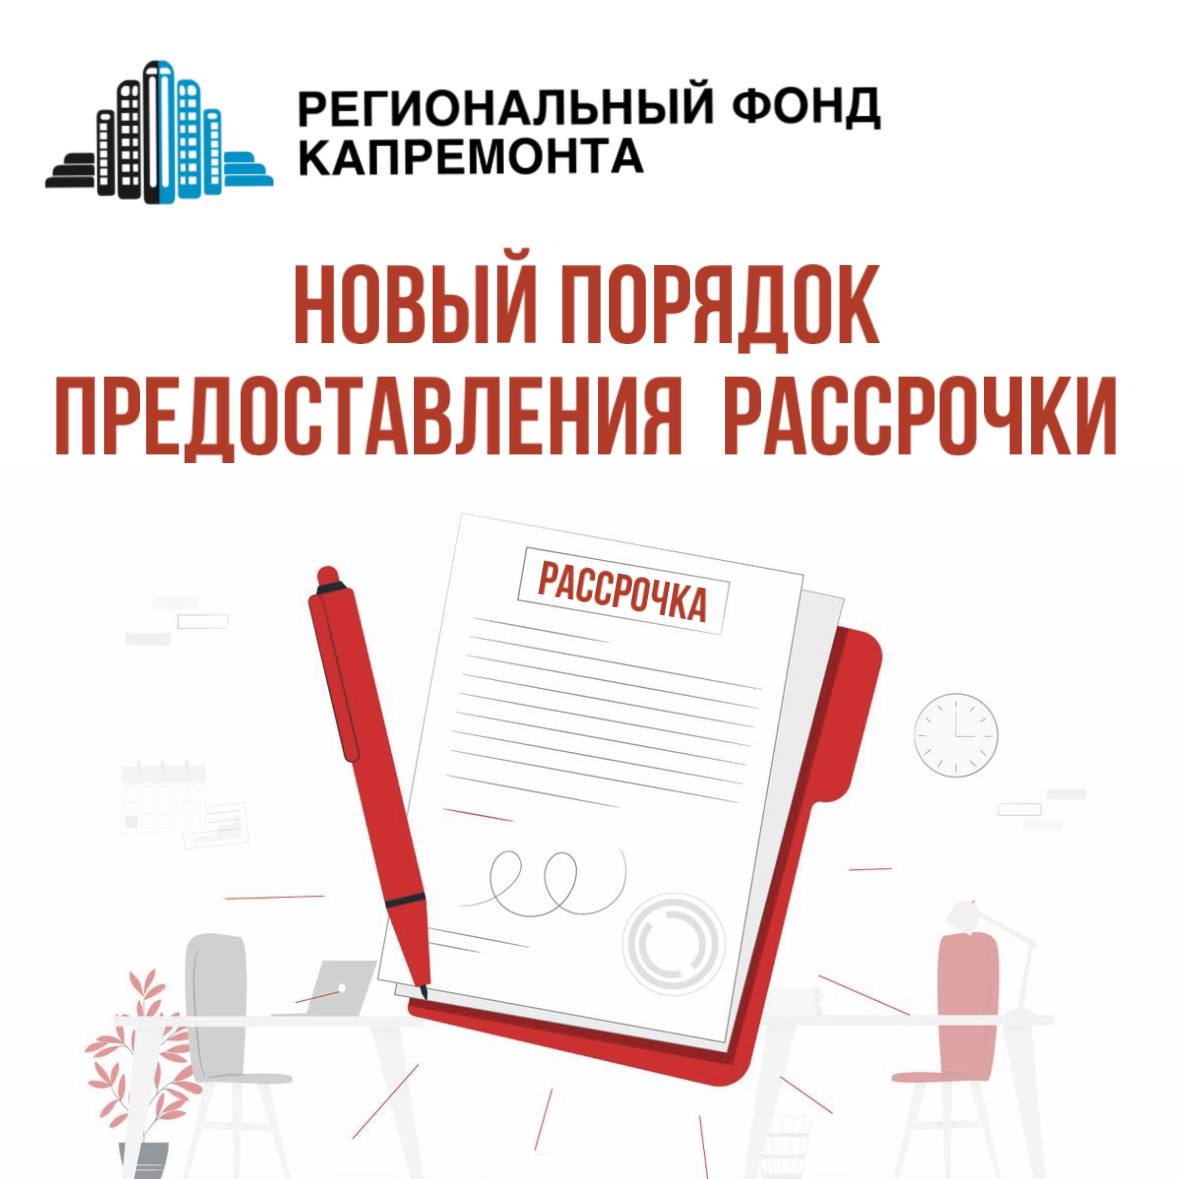 РЕГИОНАЛЬНЫЙ ФОНД
КАПРЕМОНТА
НОВЫЙ ПОРЯДОК
ПРЕДОСТАВЛЕНИЯ РАССРОЧКИ
РАССРОЧКА